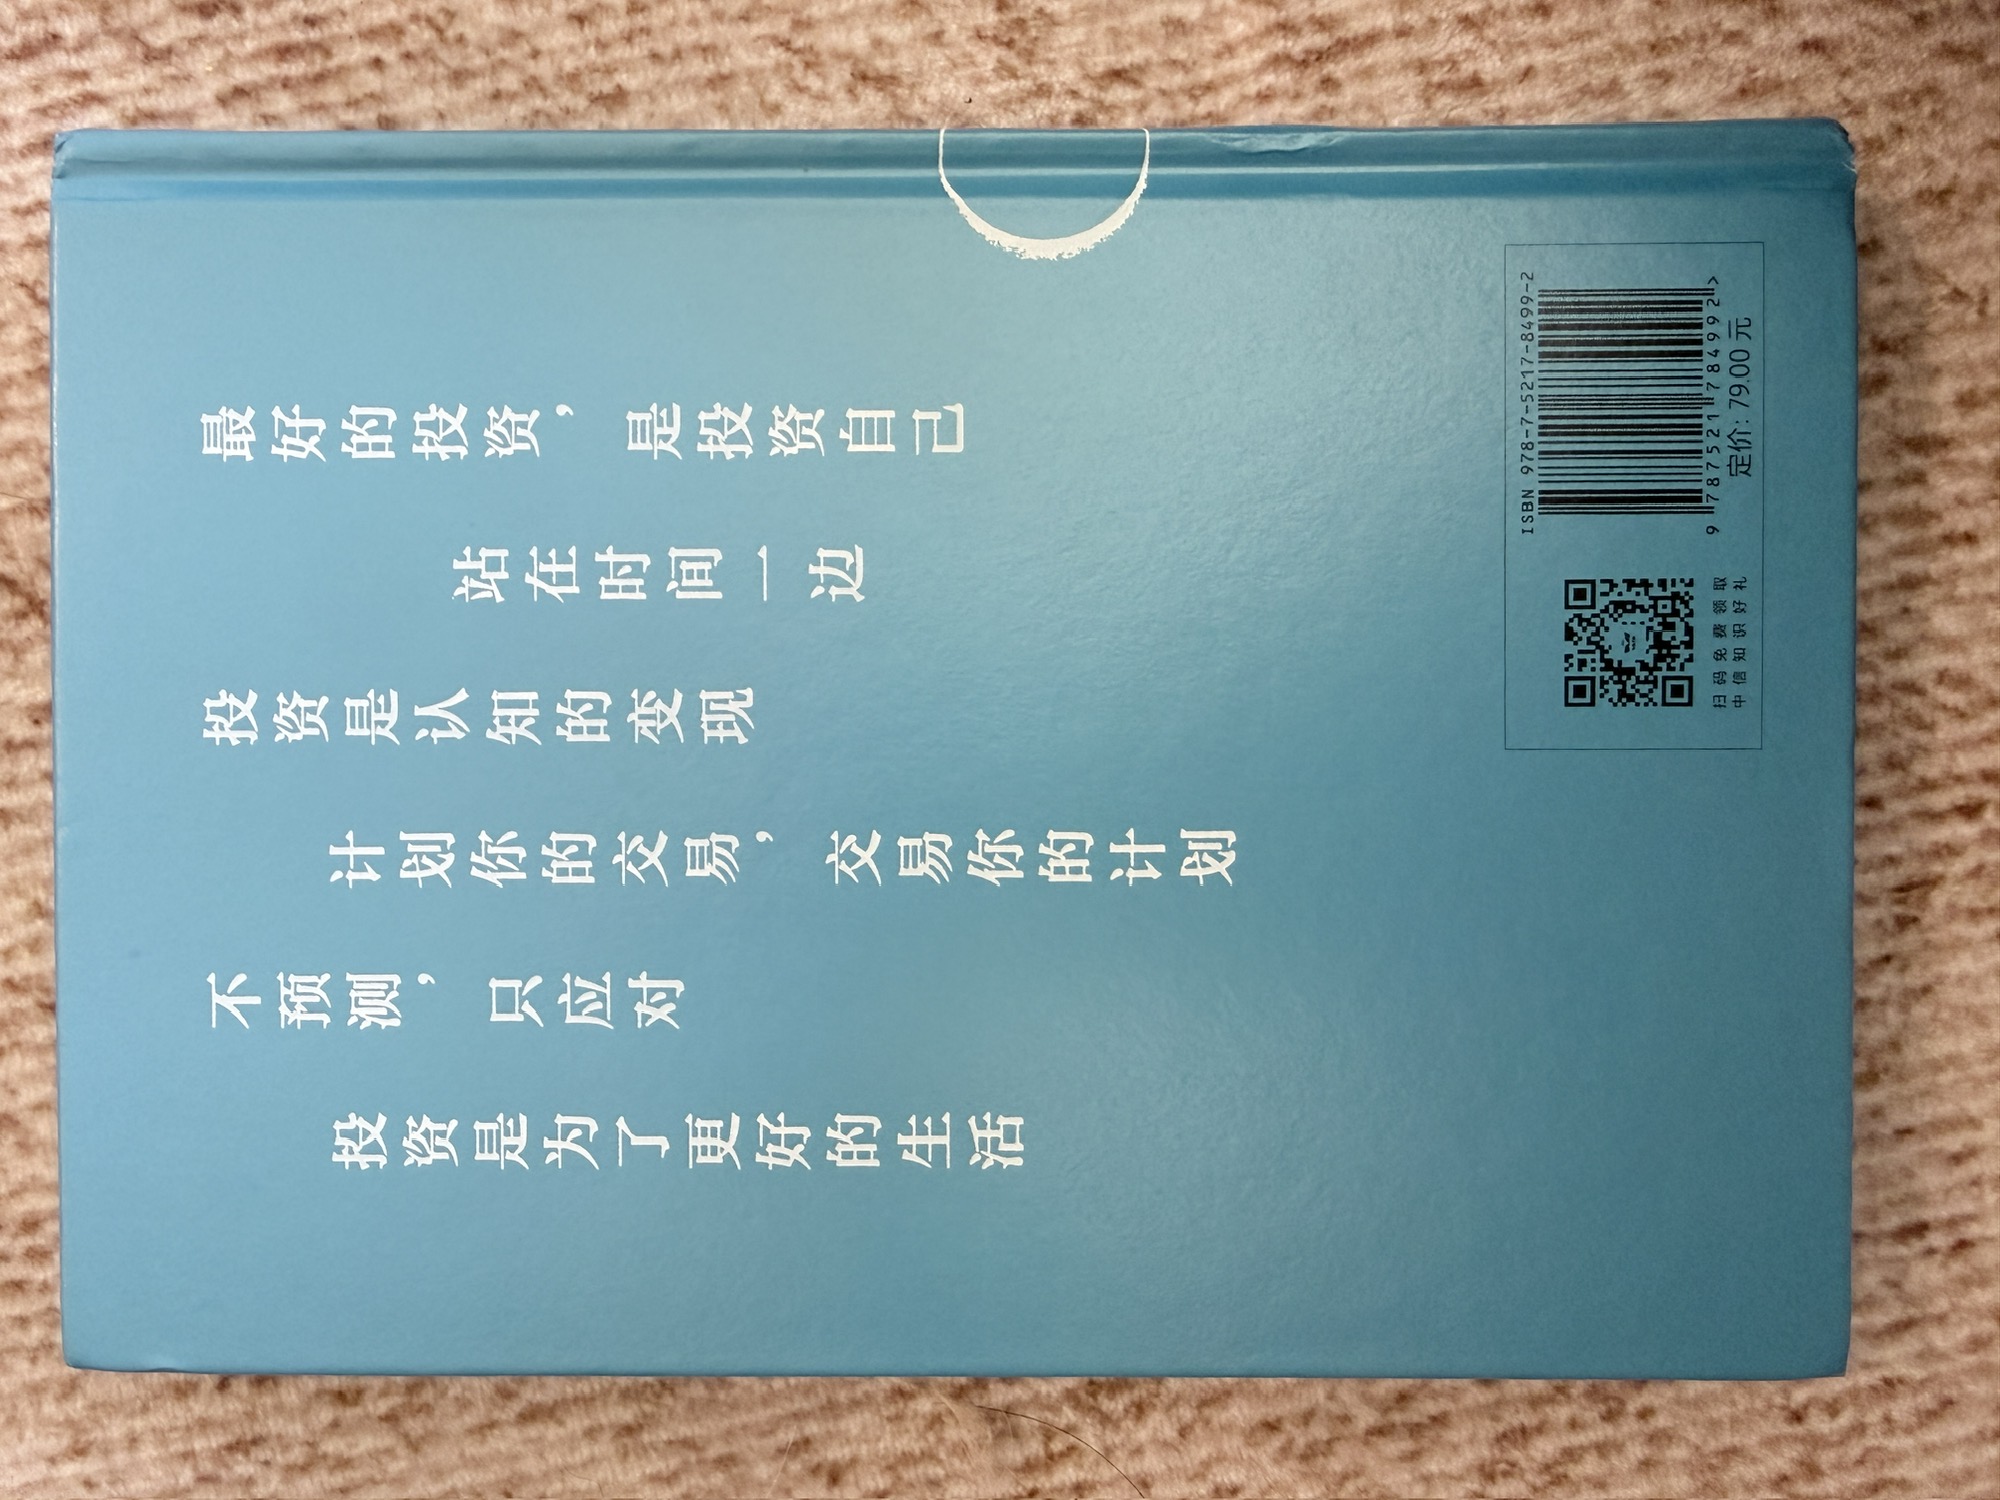 最好的投资，是投资自己
站在时间一边
投资是认知的变现
计划你的交易，交易你的计划
不预测，只应对
投资是为了更好的生活
扫码免费领取
中信知识好礼
ISBN 978-7-5217-8499-2
9 787521 784992 >
定价：79.00 元